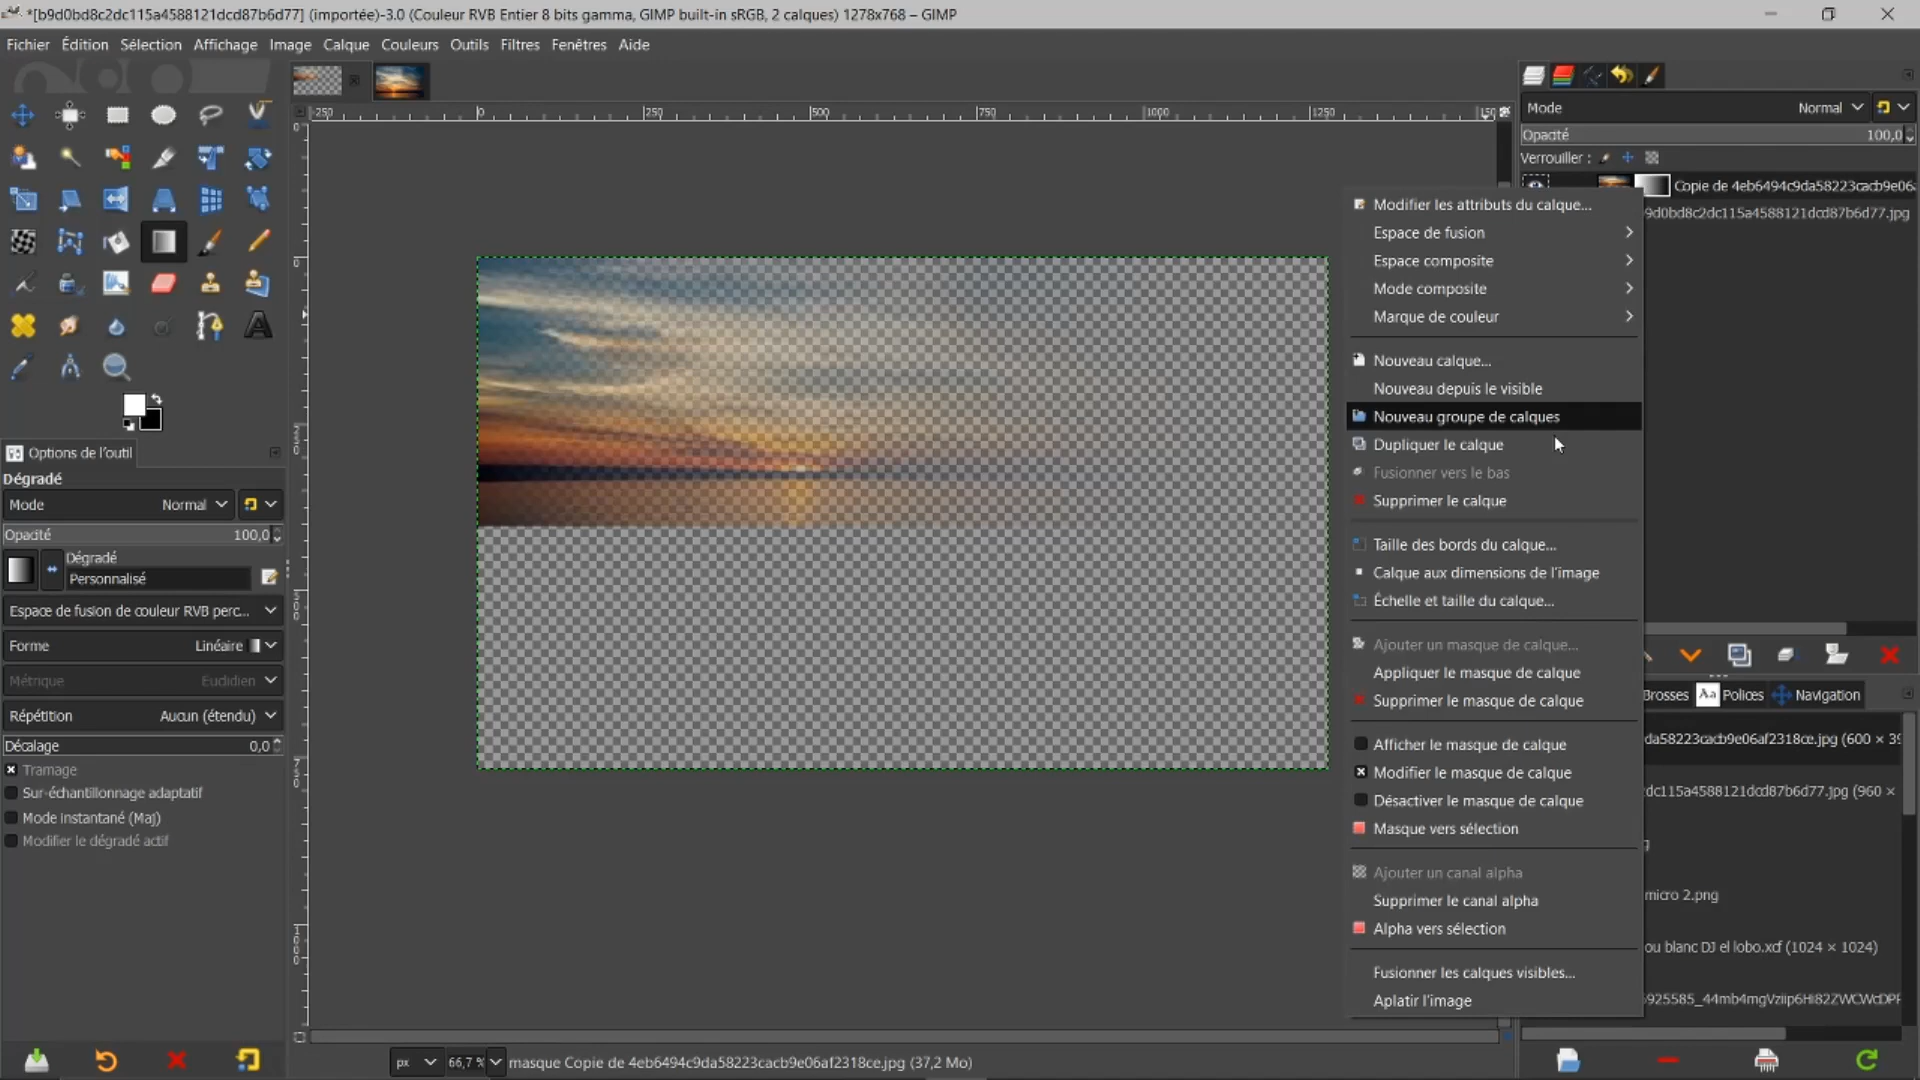 *[b9d0bd8c2dc115a4588121dcd87b6d77] (importée)-3.0 (Couleur RVB Entier 8 bits gamma, GIMP built-in sRGB, 2 calques) 1278x768 – GIMP
Fichier Édition Sélection Affichage Image Calque Couleurs Outils Filtres Fenêtres Aide
-250 0 250 500 750 1000 1250
Mode Normal
Opacité 100,0
Verrouiller :
Copie de 4eb6494c9da58223cacb9e06
9d0bd8c2dc115a4588121dcd87b6d77.jpg
Modifier les attributs du calque...
Espace de fusion
Espace composite
Mode composite
Marque de couleur
Nouveau calque...
Nouveau depuis le visible
Nouveau groupe de calques
Dupliquer le calque
Fusionner vers le bas
Supprimer le calque
Taille des bords du calque...
Calque aux dimensions de l'image
Échelle et taille du calque...
Ajouter un masque de calque...
Appliquer le masque de calque
Supprimer le masque de calque
Afficher le masque de calque
Modifier le masque de calque
Désactiver le masque de calque
Masque vers sélection
Ajouter un canal alpha
Supprimer le canal alpha
Alpha vers sélection
Fusionner les calques visibles...
Aplatir l'image
Options de l'outil
Dégradé
Mode Normal
Opacité 100,0
Dégradé
Personnalisé
Espace de fusion de couleur RVB perc...
Forme Linéaire
Métrique Euclidien
Répétition Aucun (étendu)
Décalage 0,0
Tramage
Sur-échantillonnage adaptatif
Mode instantané (Maj)
Modifier le dégradé actif
Brosses Aa Polices Navigation
da58223cacb9e06af2318ce.jpg (600 × 39
dc115a4588121dcd87b6d77.jpg (960 ×
g
micro 2.png
ou blanc DJ el lobo.xcf (1024 × 1024)
px 66,7 % masque Copie de 4eb6494c9da58223cacb9e06af2318ce.jpg (37,2 Mo)